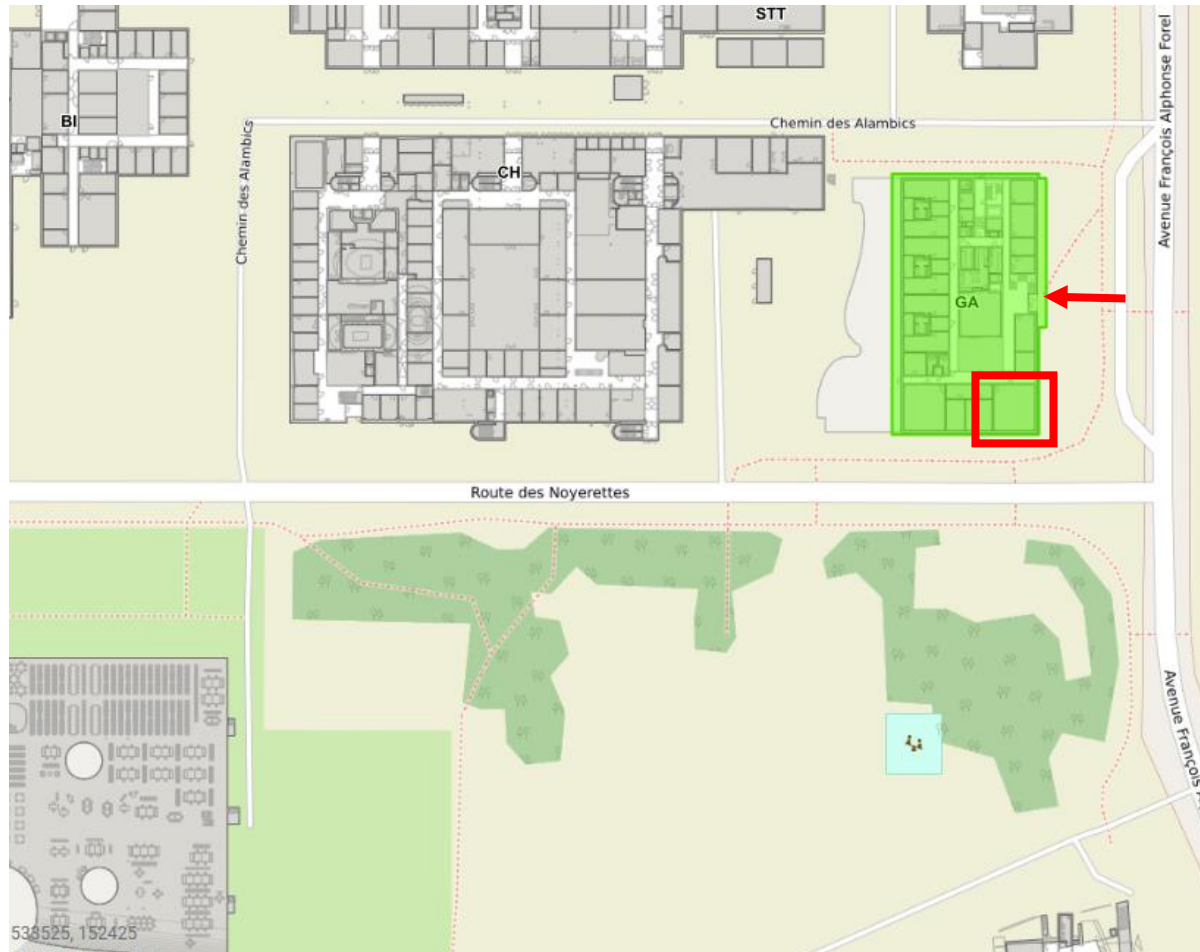 STT
BI
Chemin des Alambics
CH
Chemin des Alambics
Avenue François Alphonse Forel
GA
Route des Noyerettes
Avenue François A
533525, 152425